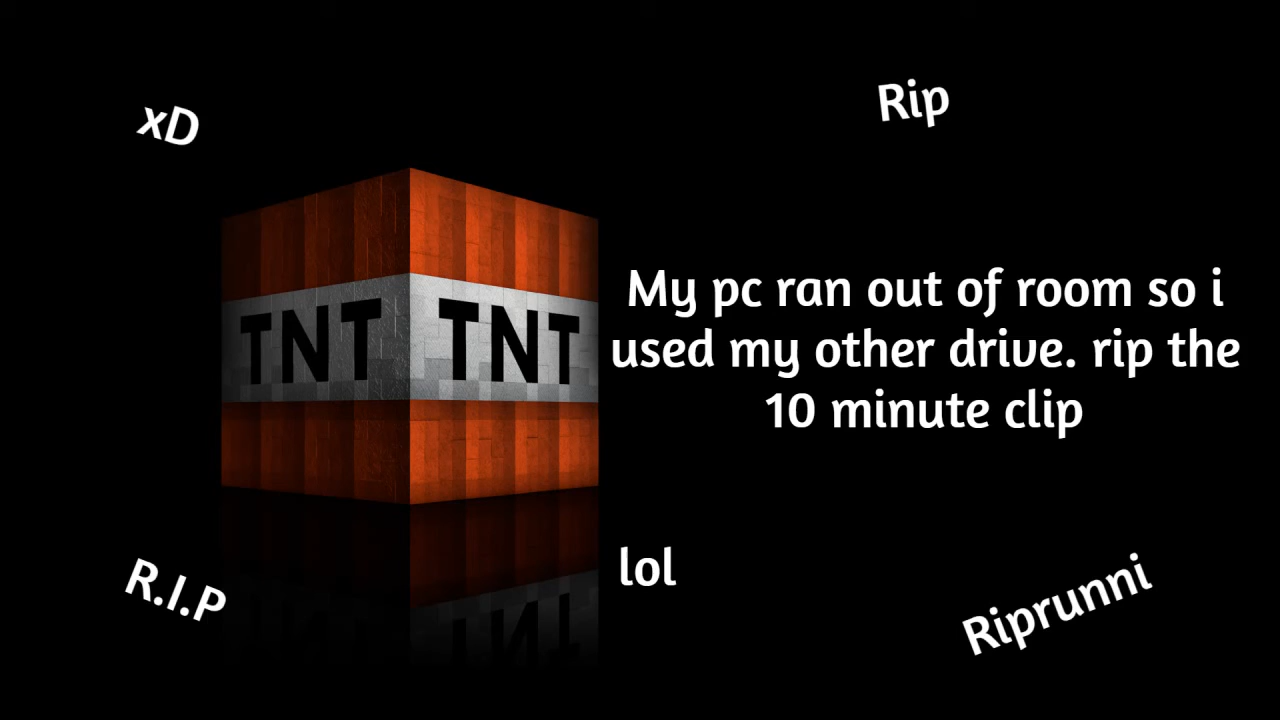 xD
Rip
TNT TNT
My pc ran out of room so i
used my other drive. rip the
10 minute clip
lol
R.I.P
Riprunni